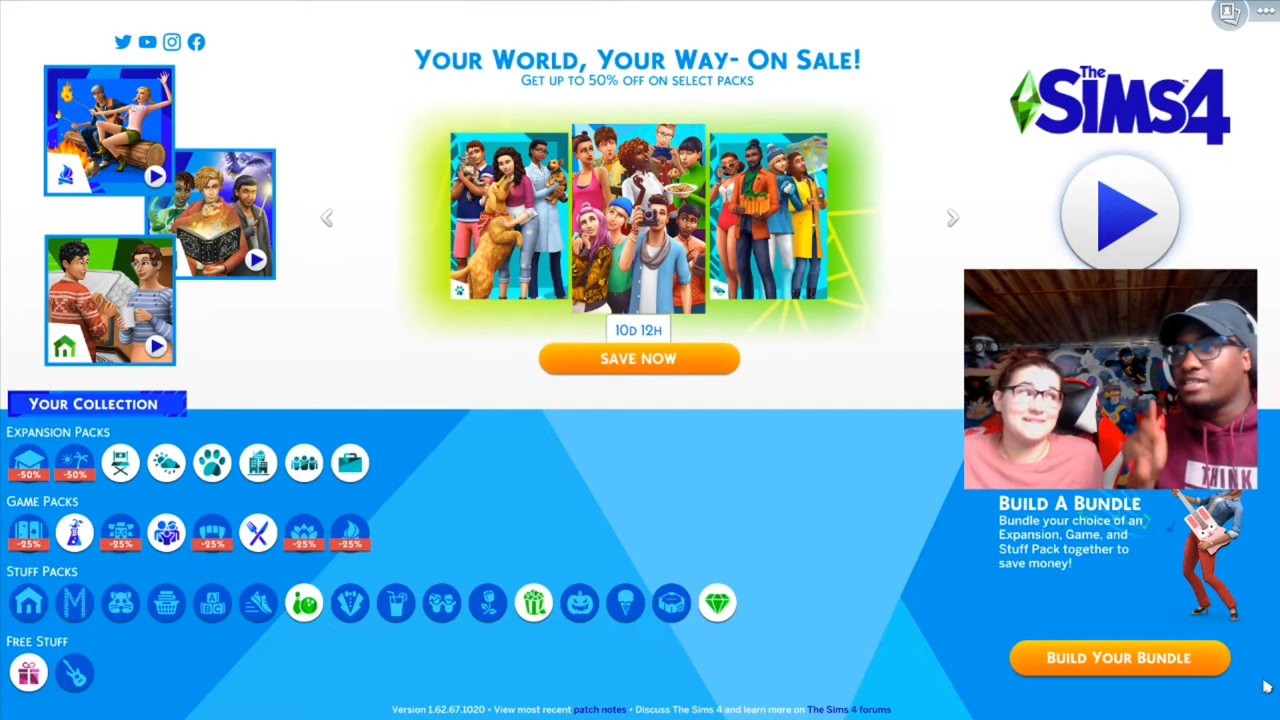 YOUR WORLD, YOUR WAY- ON SALE!
GET UP TO 50% OFF ON SELECT PACKS
The SIMS 4
10D 12H
SAVE NOW
YOUR COLLECTION
EXPANSION PACKS
-50% -50%
GAME PACKS
-25% -25% -25% -25% -25%
STUFF PACKS
M
A B C
FREE STUFF
THINK
BUILD A BUNDLE
Bundle your choice of an
Expansion, Game, and
Stuff Pack together to
save money!
BUILD YOUR BUNDLE
Version 1.62.67.1020 • View most recent patch notes • Discuss The Sims 4 and learn more on The Sims 4 forums